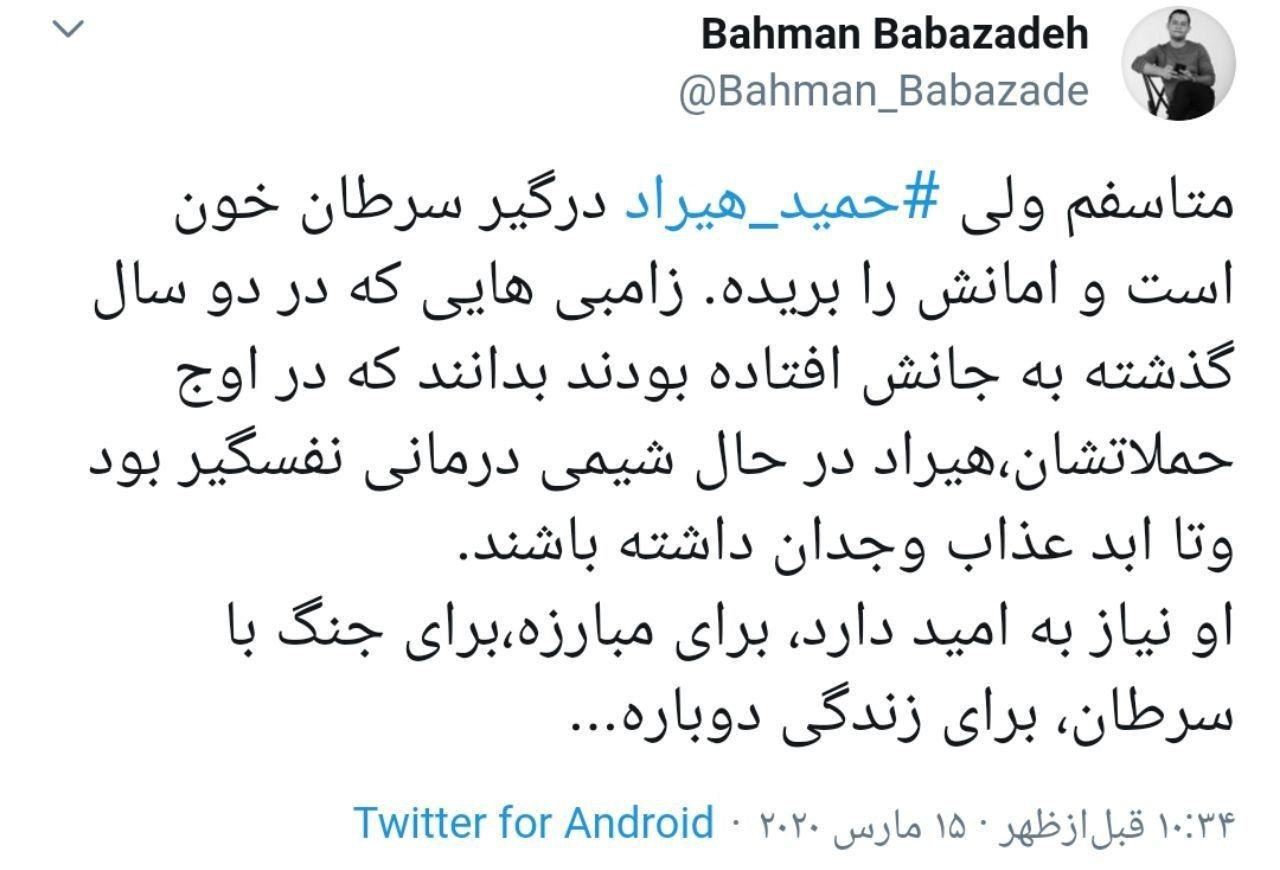 Bahman Babazadeh
@Bahman_Babazade
متاسفم ولی #حمید_هیراد درگیر سرطان خون
است و امانش را بریده. زامبی هایی که در دو سال
گذشته به جانش افتاده بودند بدانند که در اوج
حملاتشان،هیراد در حال شیمی درمانی نفسگیر بود
وتا ابد عذاب وجدان داشته باشند.
او نیاز به امید دارد، برای مبارزه،برای جنگ با
سرطان، برای زندگی دوباره...
۱۰:۳۴ قبل‌ازظهر · ۱۵ مارس ۲۰۲۰ · Twitter for Android